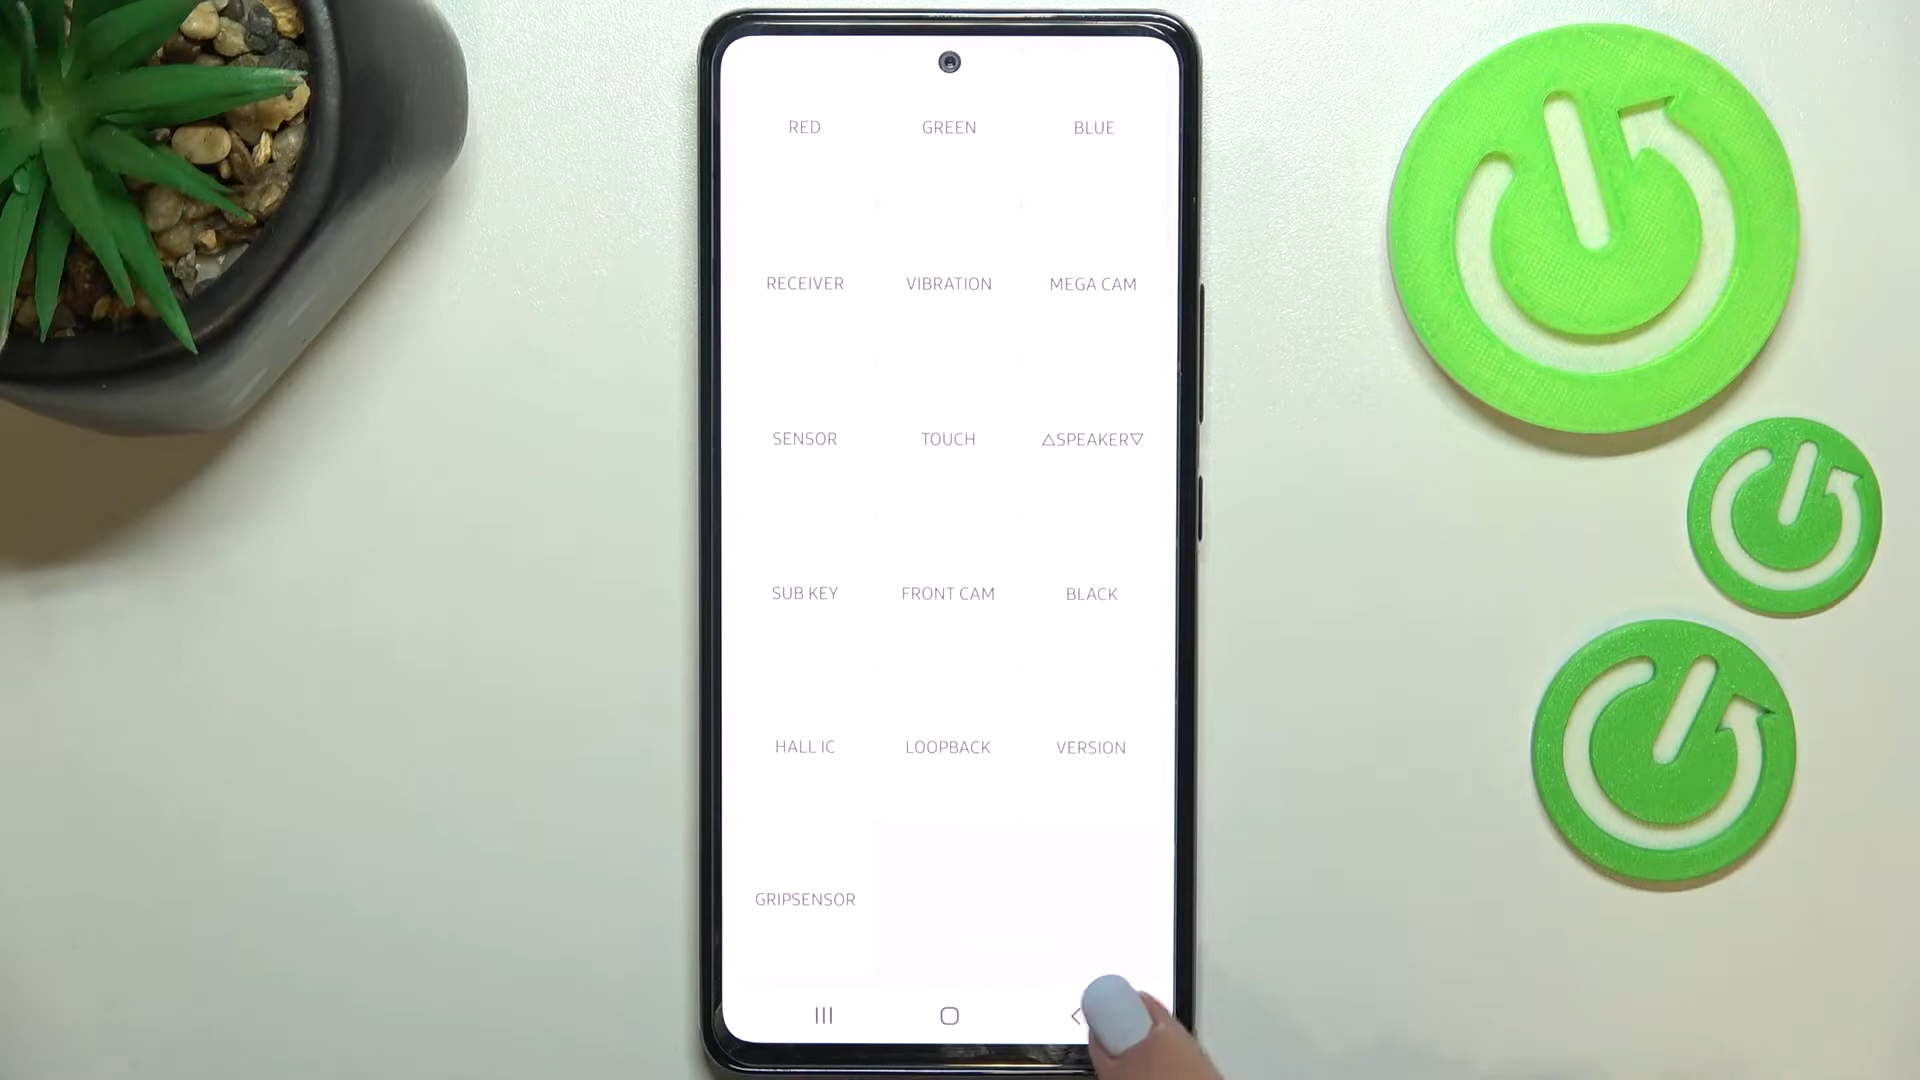 RED GREEN BLUE
RECEIVER VIBRATION MEGA CAM
SENSOR TOUCH △SPEAKER▽
SUB KEY FRONT CAM BLACK
HALL IC LOOPBACK VERSION
GRIPSENSOR